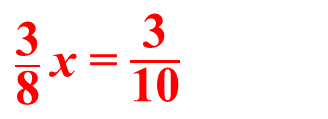 3/8 x = 3/10